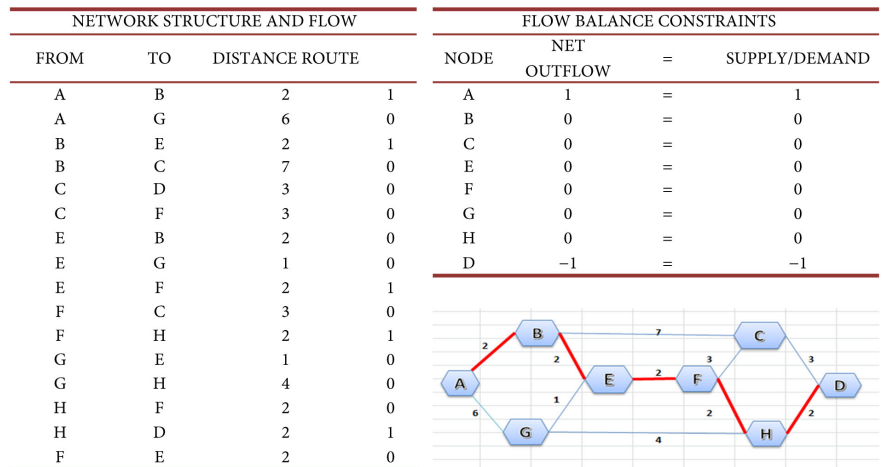 NETWORK STRUCTURE AND FLOW
FROM TO DISTANCE ROUTE
A B 2 1
A G 6 0
B E 2 1
B C 7 0
C D 3 0
C F 3 0
E B 2 0
E G 1 0
E F 2 1
F C 3 0
F H 2 1
G E 1 0
G H 4 0
H F 2 0
H D 2 1
F E 2 0
FLOW BALANCE CONSTRAINTS
NODE NET OUTFLOW = SUPPLY/DEMAND
A 1 = 1
B 0 = 0
C 0 = 0
E 0 = 0
F 0 = 0
G 0 = 0
H 0 = 0
D −1 = −1
B 7 C
2 2 3 3
A E 2 F D
6 1 2 2
G 4 H